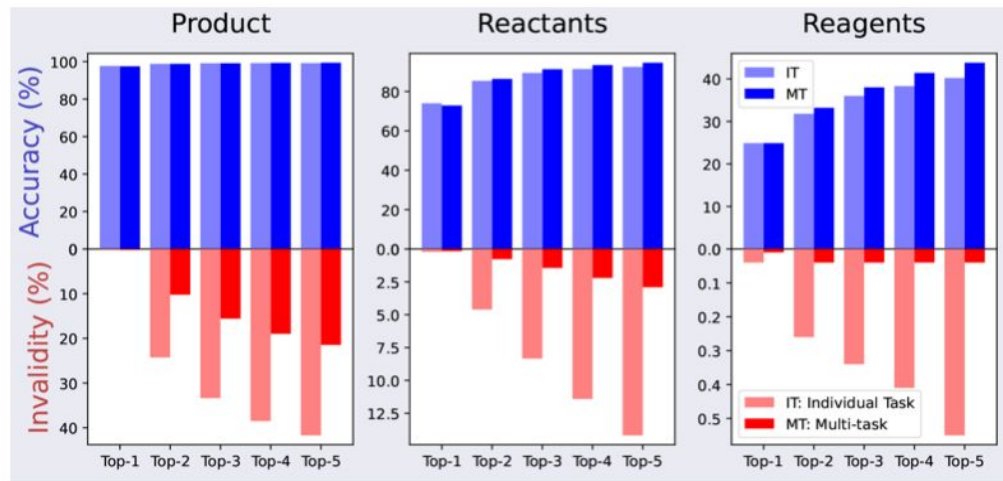 Product
Reactants
Reagents
Accuracy (%)
Invalidity (%)
100
80
60
40
20
0
10
20
30
40
Top-1 Top-2 Top-3 Top-4 Top-5
80
60
40
20
0.0
2.5
5.0
7.5
10.0
12.5
Top-1 Top-2 Top-3 Top-4 Top-5
40
30
20
10
0.0
0.1
0.2
0.3
0.4
0.5
IT
MT
IT: Individual Task
MT: Multi-task
Top-1 Top-2 Top-3 Top-4 Top-5